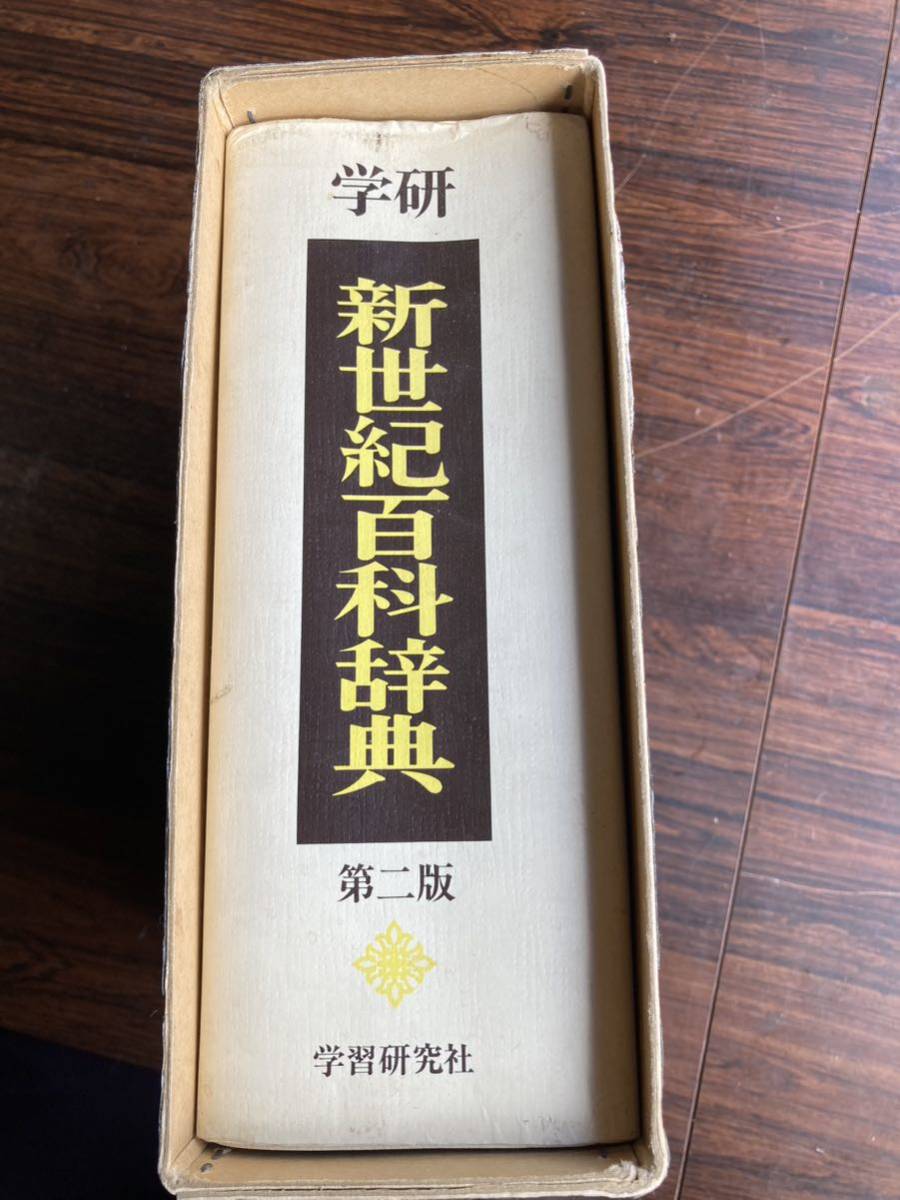 学研
新世紀百科辞典
第二版
学習研究社